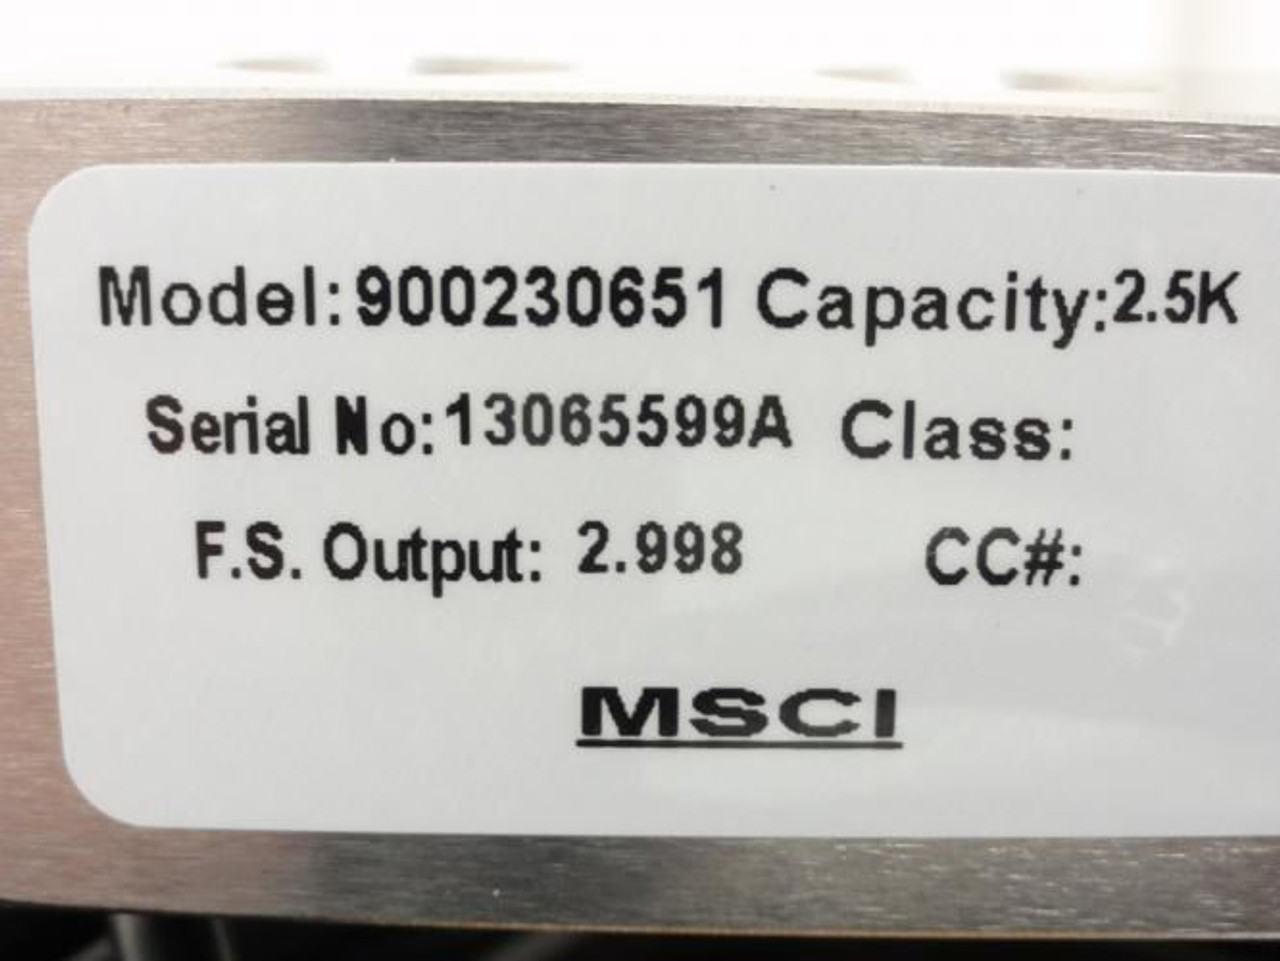 Model:900230651 Capacity:2.5K
Serial No:13065599A Class:
F.S. Output: 2.998 CC#:
MSCI